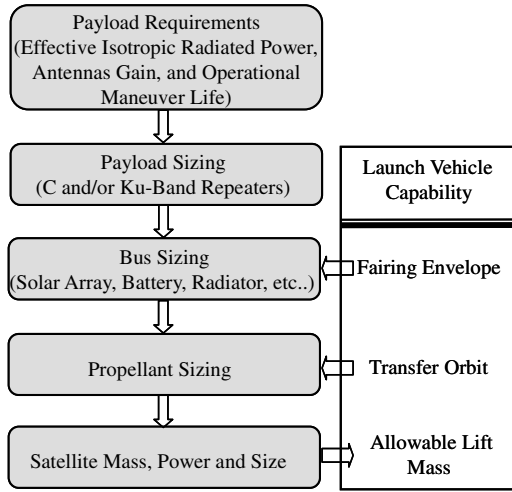 Payload Requirements
(Effective Isotropic Radiated Power,
Antennas Gain, and Operational
Maneuver Life)
Payload Sizing
(C and/or Ku-Band Repeaters)
Launch Vehicle
Capability
Bus Sizing
(Solar Array, Battery, Radiator, etc..)
Fairing Envelope
Propellant Sizing
Transfer Orbit
Satellite Mass, Power and Size
Allowable Lift
Mass